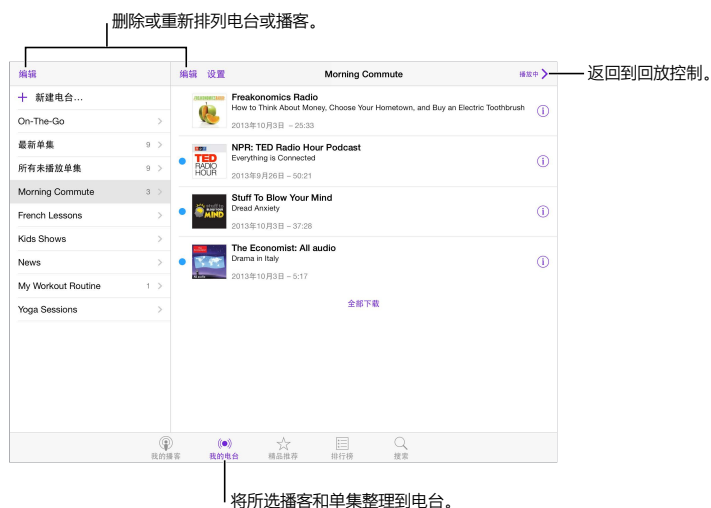 删除或重新排列电台或播客。
编辑
编辑 设置
Morning Commute
播放中
返回到回放控制。
新建电台...
On-The-Go
最新单集 9
所有未播放单集 9
Morning Commute 3
French Lessons
Kids Shows
News
My Workout Routine 1
Yoga Sessions
FREAKONOMICS RADIO
Freakonomics Radio
How to Think About Money, Choose Your Hometown, and Buy an Electric Toothbrush
2013年10月3日 – 25:33
npr
TED
RADIO
HOUR
NPR: TED Radio Hour Podcast
Everything is Connected
2013年9月26日 – 50:21
stuff to
BLOW YOUR
MIND
Stuff To Blow Your Mind
Dread Anxiety
2013年10月3日 – 37:28
The Economist: All audio
Drama in Italy
2013年10月3日 – 5:17
全部下载
我的播客
我的电台
精品推荐
排行榜
搜索
将所选播客和单集整理到电台。